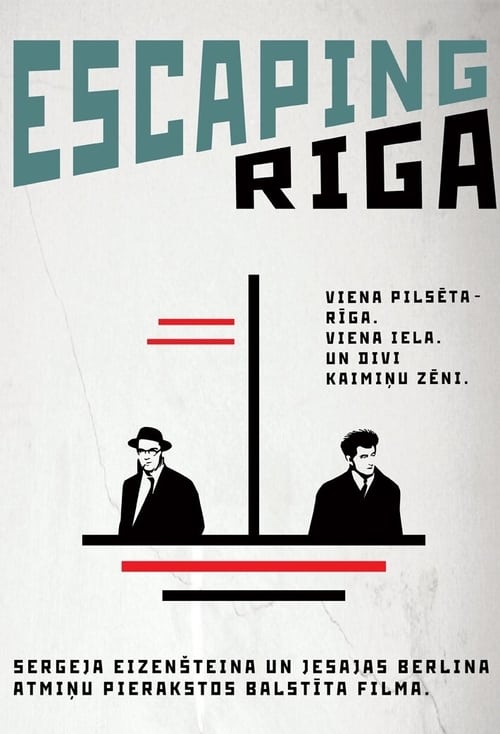 ESCAPING
RIGA
VIENA PILSĒTA-
RĪGA.
VIENA IELA.
UN DIVI
KAIMIŅU ZĒNI.
SERGEJA EIZENŠTEINA UN JESAJAS BERLINA
ATMIŅU PIERAKSTOS BALSTĪTA FILMA.